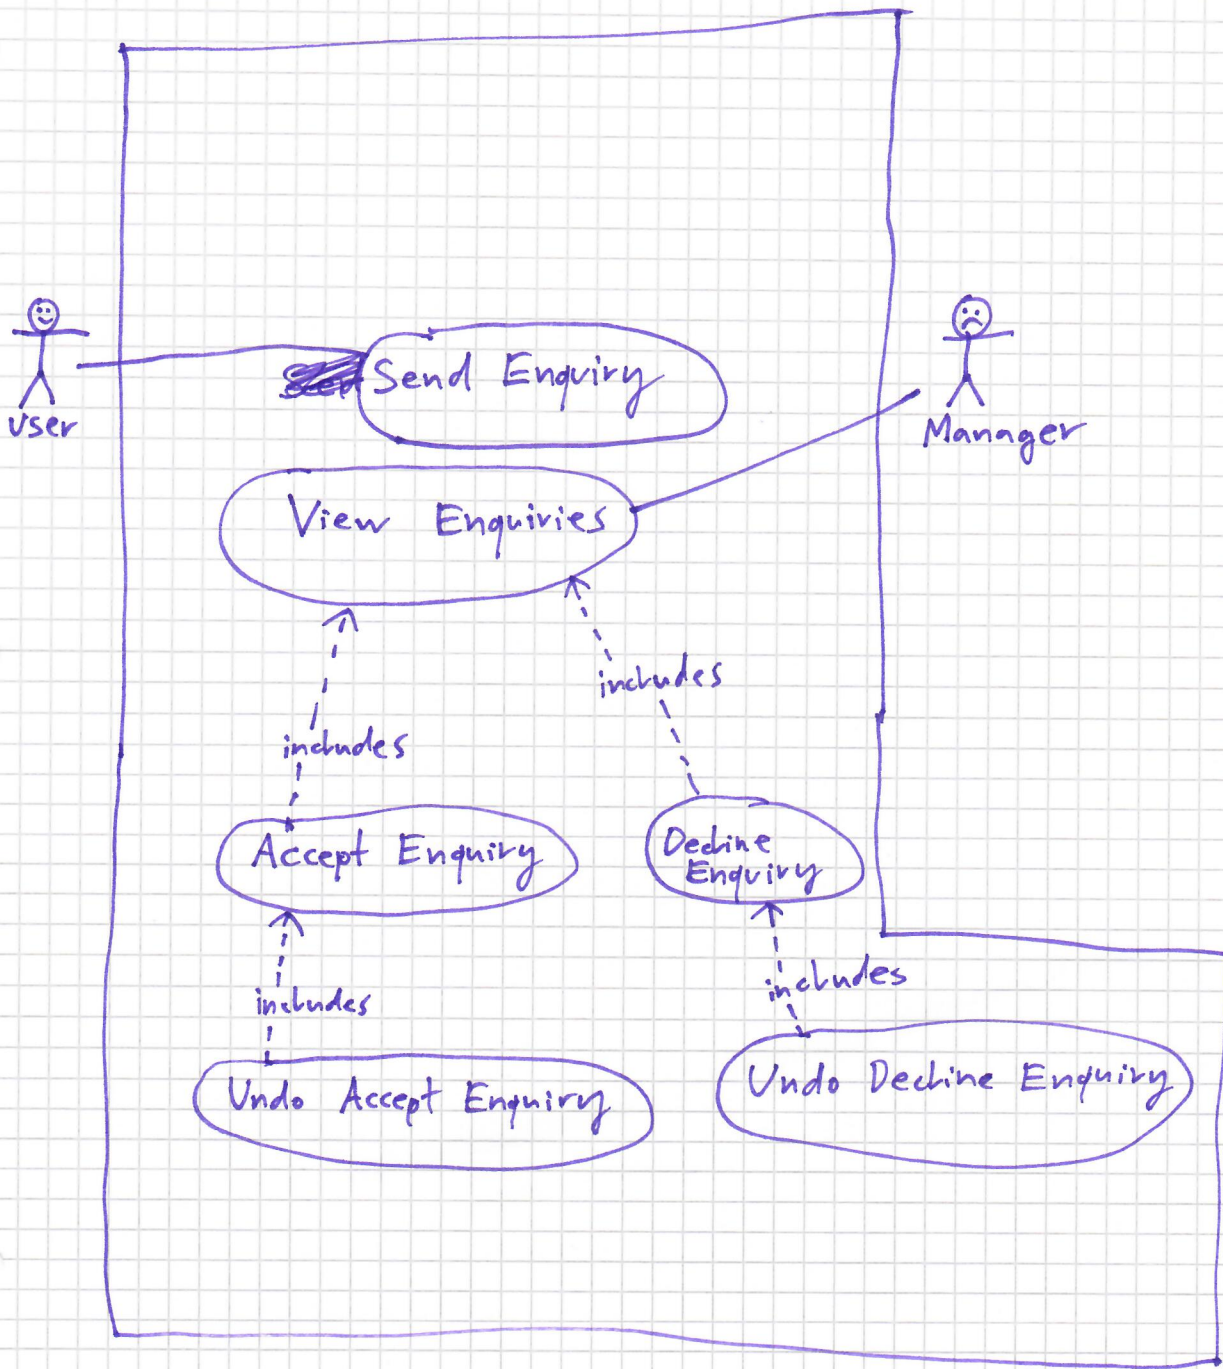 Send Enquiry
User
Manager
View Enquiries
includes
includes
Accept Enquiry
Decline
Enquiry
includes
includes
Undo Accept Enquiry
Undo Decline Enquiry